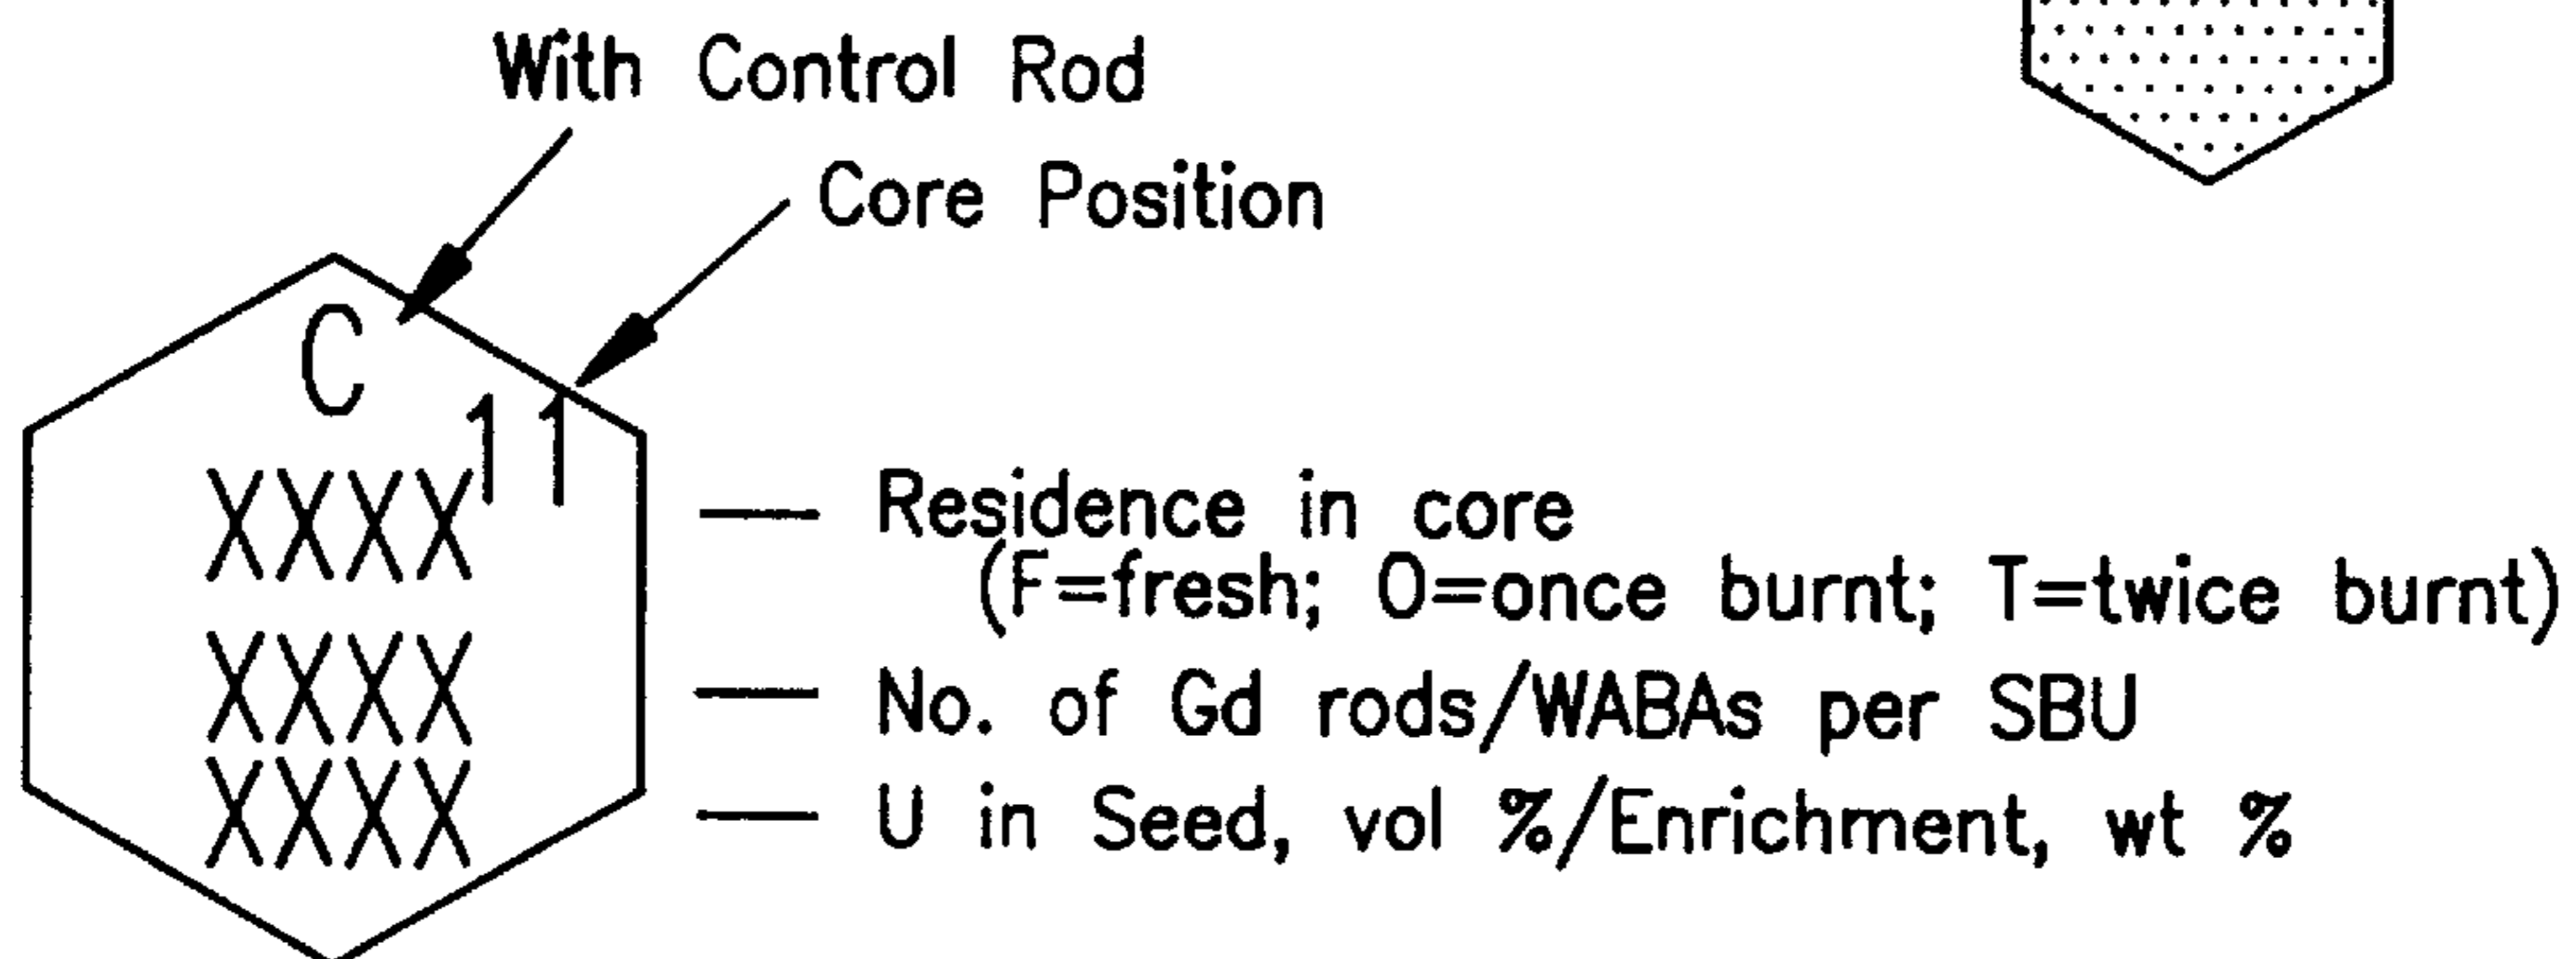 With Control Rod
Core Position
C
11
XXXX — Residence in core
(F=fresh; O=once burnt; T=twice burnt)
XXXX — No. of Gd rods/WABAs per SBU
XXXX — U in Seed, vol %/Enrichment, wt %